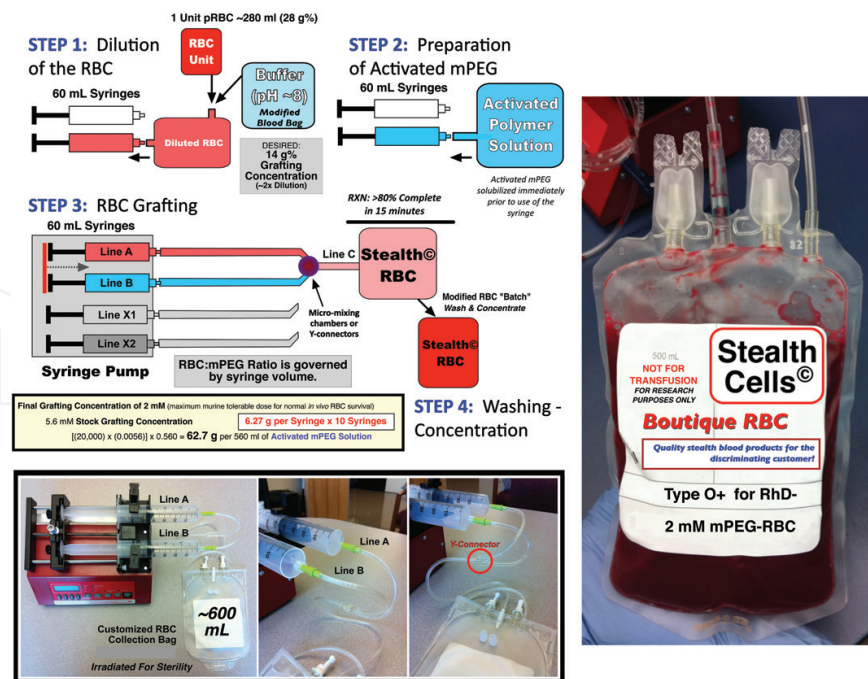 1 Unit pRBC ~280 ml (28 g%)
STEP 1: Dilution
of the RBC
RBC
Unit
Buffer
(pH ~8)
Modified
Blood Bag
60 mL Syringes
Diluted RBC
DESIRED:
14 g%
Grafting
Concentration
(~2x Dilution)
STEP 2: Preparation
of Activated mPEG
60 mL Syringes
Activated
Polymer
Solution
Activated mPEG
solubilized immediately
prior to use of the
syringe
STEP 3: RBC Grafting
60 mL Syringes
RXN: >80% Complete
in 15 minutes
Line A
Line B
Line X1
Line X2
Syringe Pump
Line C
Stealth©
RBC
Micro-mixing
chambers or
Y-connectors
Modified RBC "Batch"
Wash & Concentrate
Stealth©
RBC
RBC:mPEG Ratio is governed
by syringe volume.
STEP 4: Washing -
Concentration
Final Grafting Concentration of 2 mM (maximum murine tolerable dose for normal in vivo RBC survival)
5.6 mM Stock Grafting Concentration
6.27 g per Syringe x 10 Syringes
[(20,000) x (0.0056)] x 0.560 = 62.7 g per 560 ml of Activated mPEG Solution
Line A
Line B
~600
mL
Customized RBC
Collection Bag
Irradiated For Sterility
Line A
Line B
Y-Connector
500 mL
NOT FOR
TRANSFUSION
FOR RESEARCH
PURPOSES ONLY
Stealth
Cells©
Boutique RBC
Quality stealth blood products for the
discriminating customer!
Type O+ for RhD-
2 mM mPEG-RBC